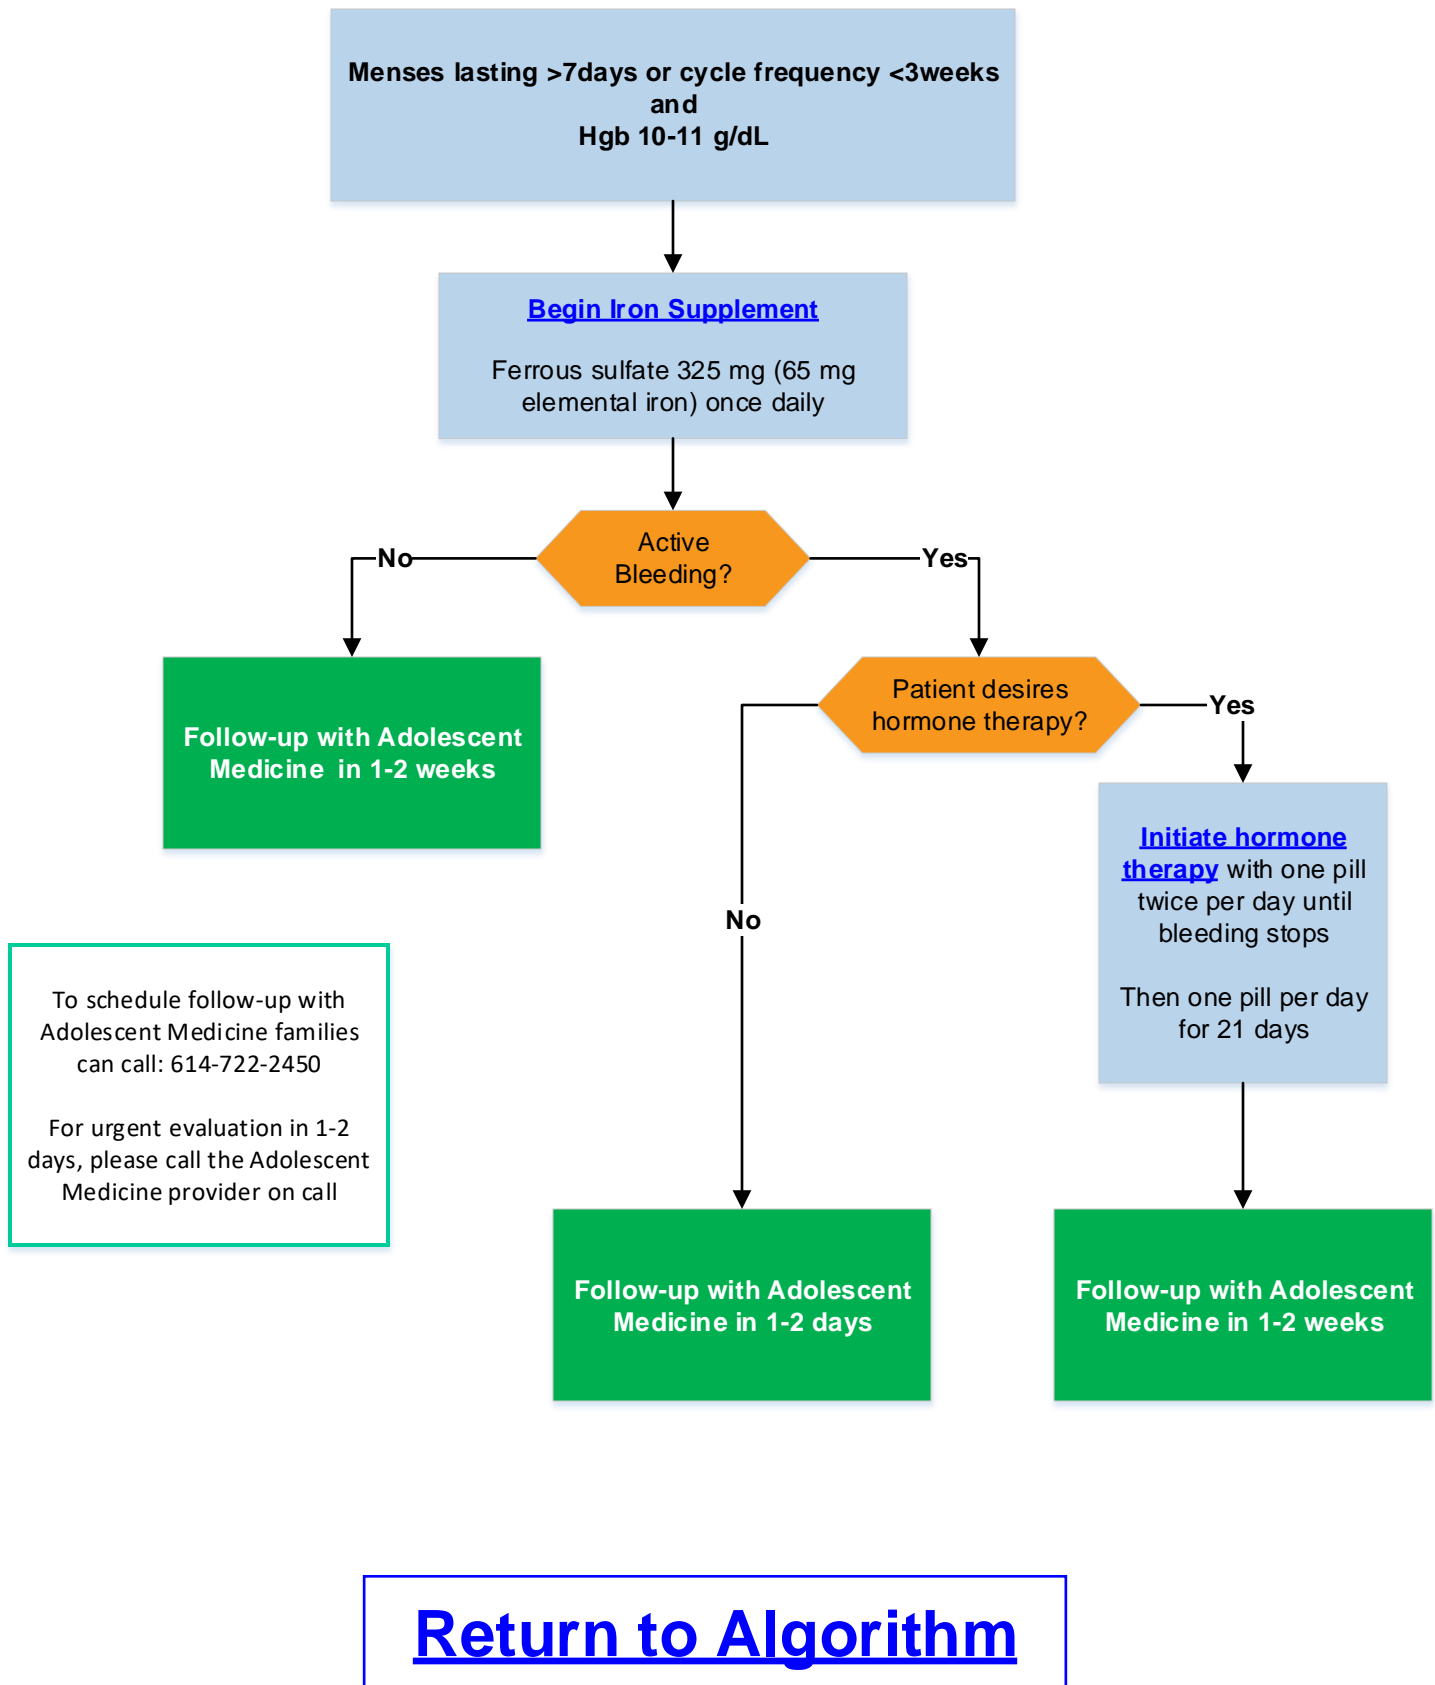 Menses lasting >7days or cycle frequency <3weeks
and
Hgb 10-11 g/dL
Begin Iron Supplement
Ferrous sulfate 325 mg (65 mg
elemental iron) once daily
Active
Bleeding?
No
Yes
Follow-up with Adolescent
Medicine in 1-2 weeks
Patient desires
hormone therapy?
Yes
No
Initiate hormone
therapy with one pill
twice per day until
bleeding stops
Then one pill per day
for 21 days
To schedule follow-up with
Adolescent Medicine families
can call: 614-722-2450
For urgent evaluation in 1-2
days, please call the Adolescent
Medicine provider on call
Follow-up with Adolescent
Medicine in 1-2 days
Follow-up with Adolescent
Medicine in 1-2 weeks
Return to Algorithm